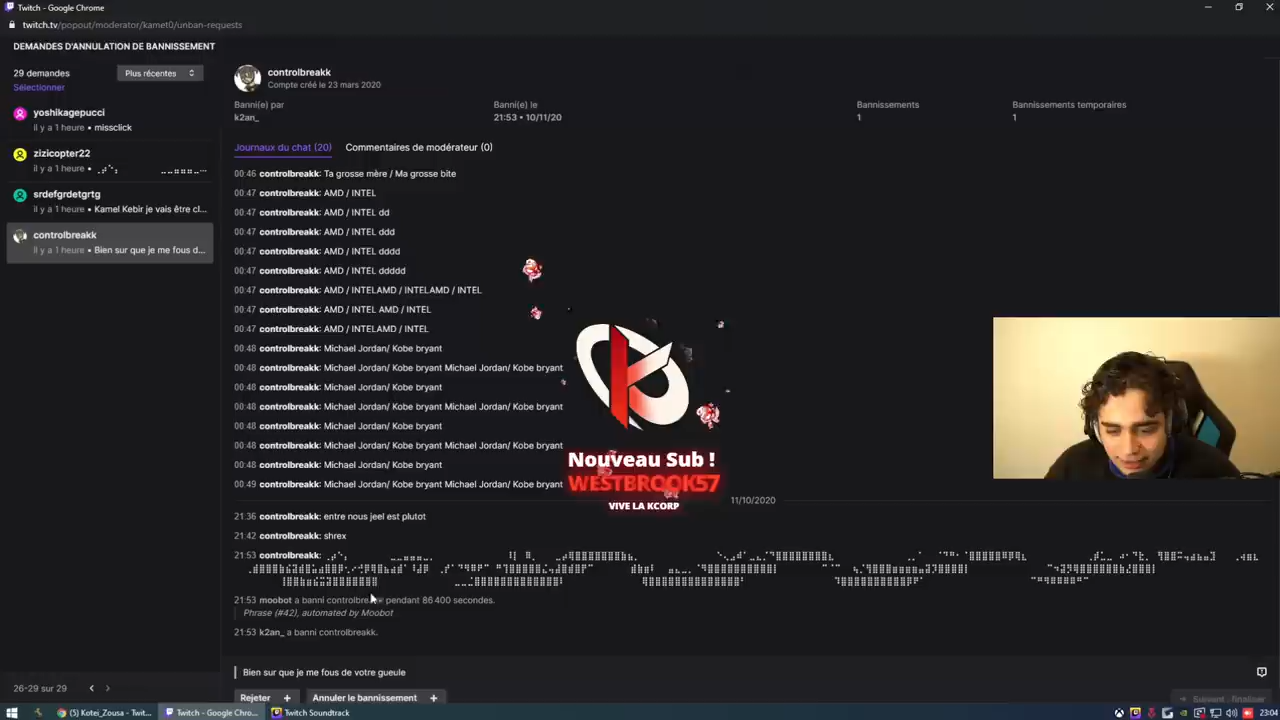 Twitch - Google Chrome
twitch.tv/popout/moderator/kamet0/unban-requests
DEMANDES D'ANNULATION DE BANNISSEMENT
29 demandes
Plus récentes
Sélectionner
yoshikagepucci
il y a 1 heure • missclick
zizicopter22
il y a 1 heure •
srdefgrdetgrtg
il y a 1 heure • Kamel Kebir je vais être cl...
controlbreakk
il y a 1 heure • Bien sur que je me fous d...
26-29 sur 29
controlbreakk
Compte créé le 23 mars 2020
Banni(e) par
k2an_
Banni(e) le
21:53 • 10/11/20
Bannissements
1
Bannissements temporaires
1
Journaux du chat (20)
Commentaires de modérateur (0)
00:46 controlbreakk: Ta grosse mère / Ma grosse bite
00:47 controlbreakk: AMD / INTEL
00:47 controlbreakk: AMD / INTEL dd
00:47 controlbreakk: AMD / INTEL ddd
00:47 controlbreakk: AMD / INTEL dddd
00:47 controlbreakk: AMD / INTEL ddddd
00:47 controlbreakk: AMD / INTELAMD / INTELAMD / INTEL
00:47 controlbreakk: AMD / INTEL AMD / INTEL
00:47 controlbreakk: AMD / INTELAMD / INTEL
00:48 controlbreakk: Michael Jordan/ Kobe bryant
00:48 controlbreakk: Michael Jordan/ Kobe bryant Michael Jordan/ Kobe bryant
00:48 controlbreakk: Michael Jordan/ Kobe bryant
00:48 controlbreakk: Michael Jordan/ Kobe bryant Michael Jordan/ Kobe bryant
00:48 controlbreakk: Michael Jordan/ Kobe bryant
00:48 controlbreakk: Michael Jordan/ Kobe bryant Michael Jordan/ Kobe bryant
00:48 controlbreakk: Michael Jordan/ Kobe bryant
00:49 controlbreakk: Michael Jordan/ Kobe bryant Michael Jordan/ Kobe bryant
Nouveau Sub !
WESTBROOK57
VIVE LA KCORP
11/10/2020
21:36 controlbreakk: entre nous jeel est plutot
21:42 controlbreakk: shrex
21:53 controlbreakk:
21:53 moobot a banni controlbreakk pendant 86 400 secondes.
Phrase (#42), automated by Moobot
21:53 k2an_ a banni controlbreakk.
Bien sur que je me fous de votre gueule
Rejeter +
Annuler le bannissement +
(5) Kotei_Zousa - Twit...
Twitch - Google Chro...
Twitch Soundtrack
23:04